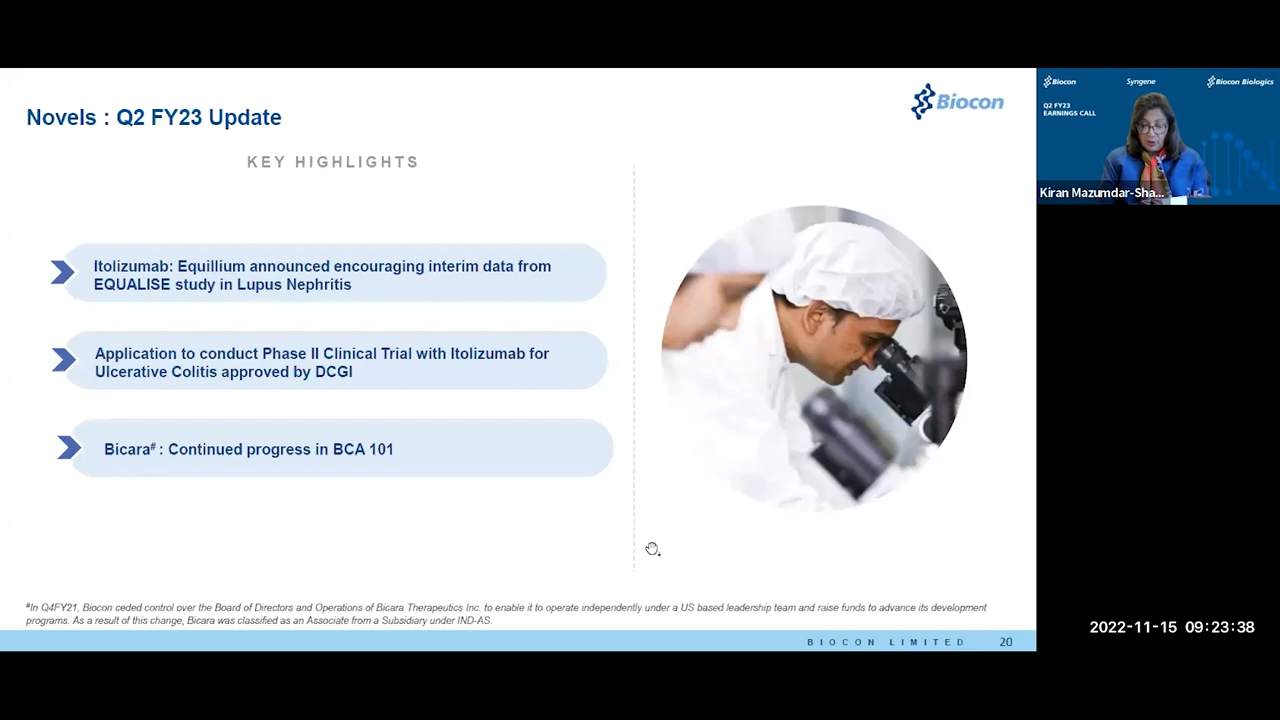 Novels : Q2 FY23 Update
Biocon
KEY HIGHLIGHTS
Itolizumab: Equillium announced encouraging interim data from
EQUALISE study in Lupus Nephritis
Application to conduct Phase II Clinical Trial with Itolizumab for
Ulcerative Colitis approved by DCGI
Bicara# : Continued progress in BCA 101
#In Q4FY21, Biocon ceded control over the Board of Directors and Operations of Bicara Therapeutics Inc. to enable it to operate independently under a US based leadership team and raise funds to advance its development
programs. As a result of this change, Bicara was classified as an Associate from a Subsidiary under IND-AS.
BIOCON LIMITED 20
Biocon Syngene Biocon Biologics
Q2 FY23
EARNINGS CALL
Kiran Mazumdar-Sha...
2022-11-15 09:23:38